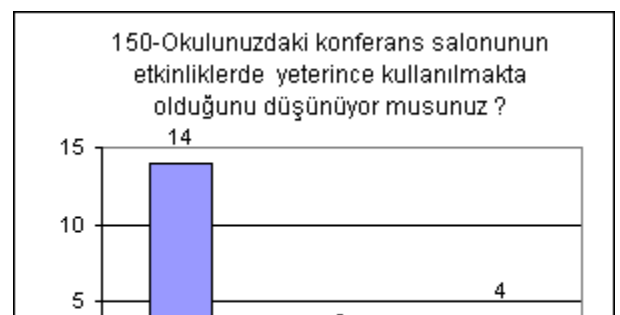 150-Okulunuzdaki konferans salonunun
etkinliklerde yeterince kullanılmakta
olduğunu düşünüyor musunuz ?
15
14
10
5
4